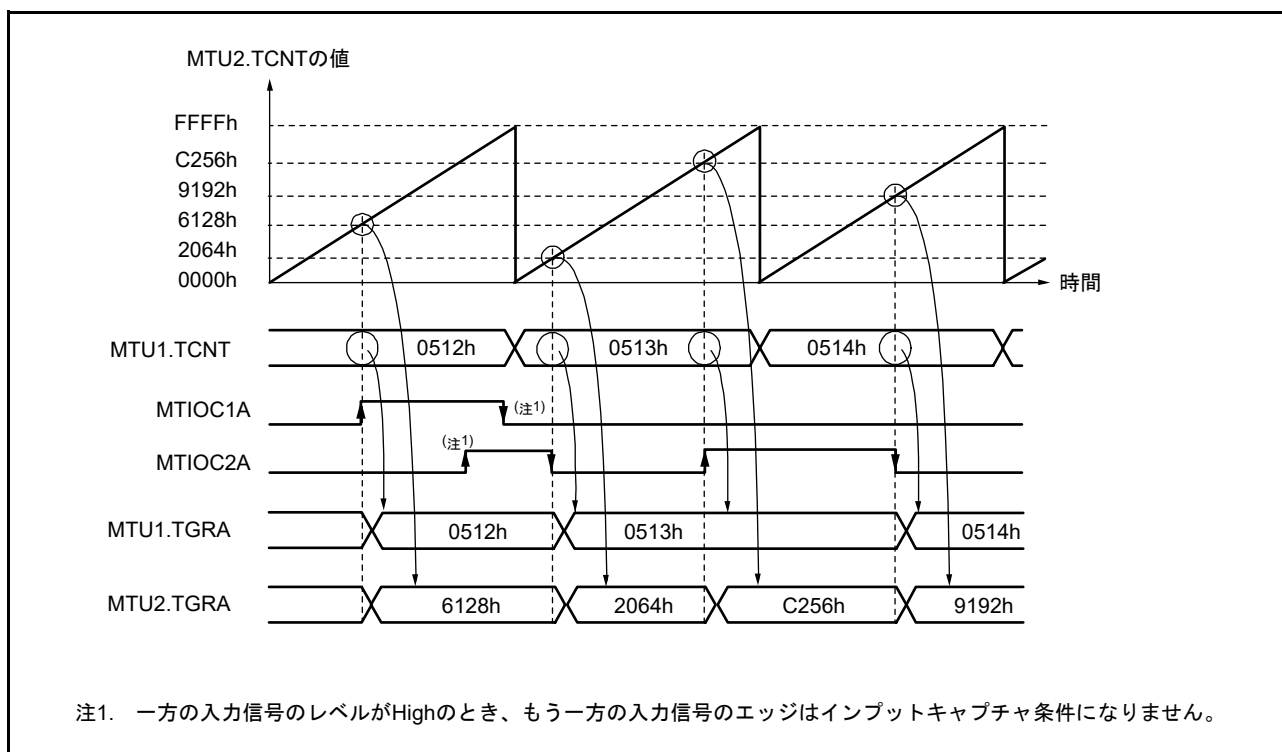 MTU2.TCNTの値
FFFFh
C256h
9192h
6128h
2064h
0000h
時間
MTU1.TCNT 0512h 0513h 0514h
MTIOC1A (注1)
MTIOC2A (注1)
MTU1.TGRA 0512h 0513h 0514h
MTU2.TGRA 6128h 2064h C256h 9192h
注1. 一方の入力信号のレベルがHighのとき、もう一方の入力信号のエッジはインプットキャプチャ条件になりません。